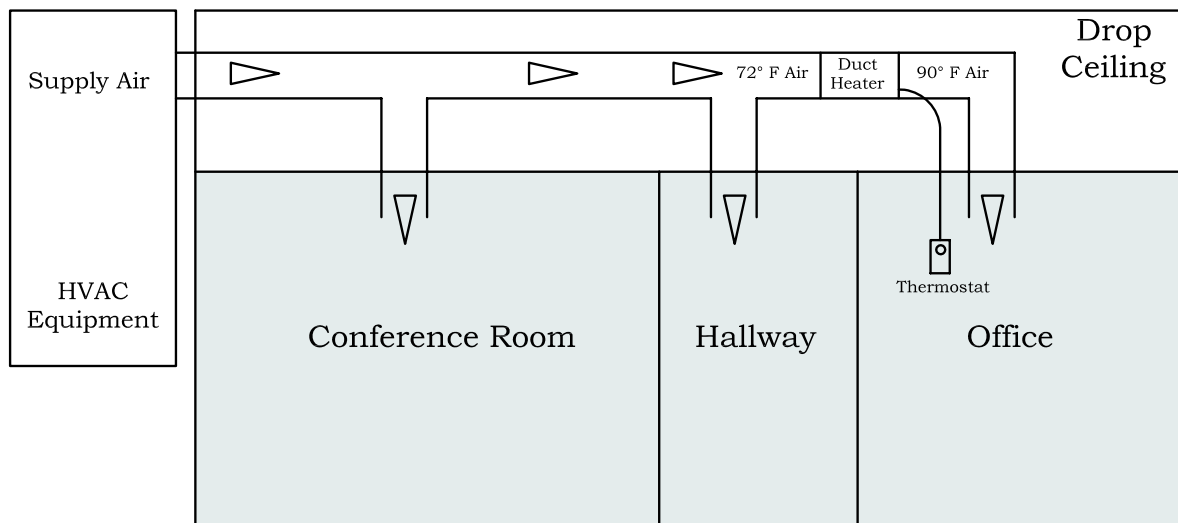 Supply Air
HVAC
Equipment
72° F Air
Duct
Heater
90° F Air
Drop
Ceiling
Thermostat
Conference Room
Hallway
Office